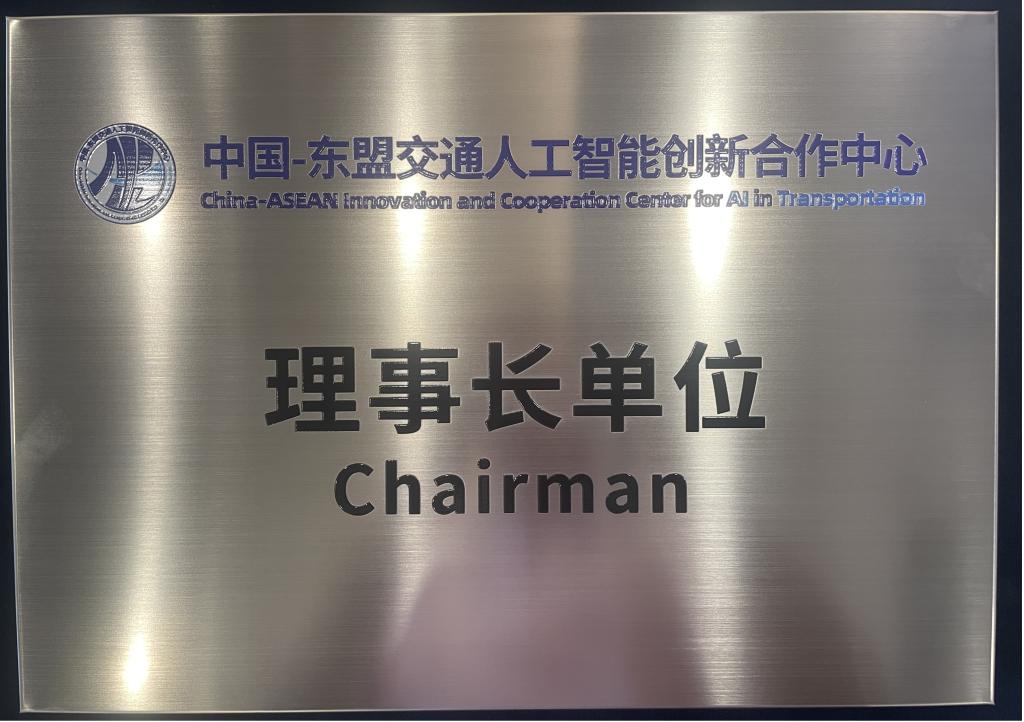 中国-东盟交通人工智能创新合作中心
China-ASEAN Innovation and Cooperation Center for AI in Transportation
理事长单位
Chairman